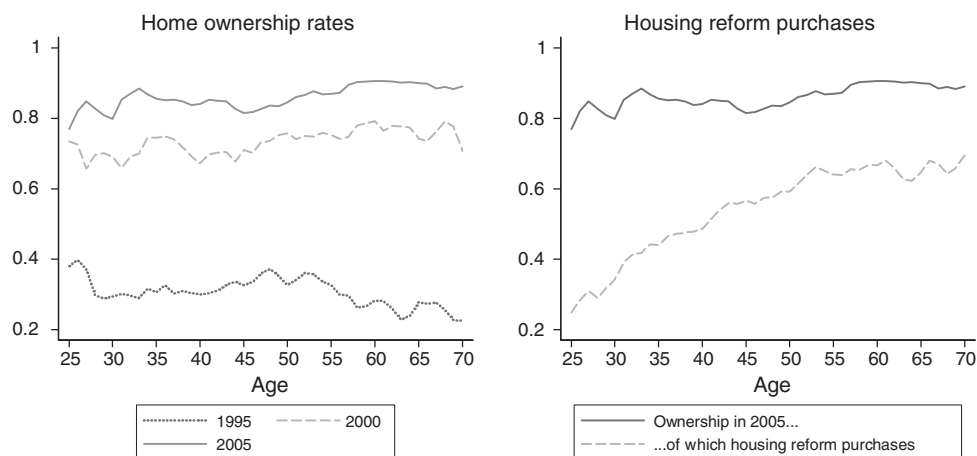 Home ownership rates
1
0.8
0.6
0.4
0.2
25 30 35 40 45 50 55 60 65 70
Age
1995 2000
2005
Housing reform purchases
1
0.8
0.6
0.4
0.2
25 30 35 40 45 50 55 60 65 70
Age
Ownership in 2005...
...of which housing reform purchases